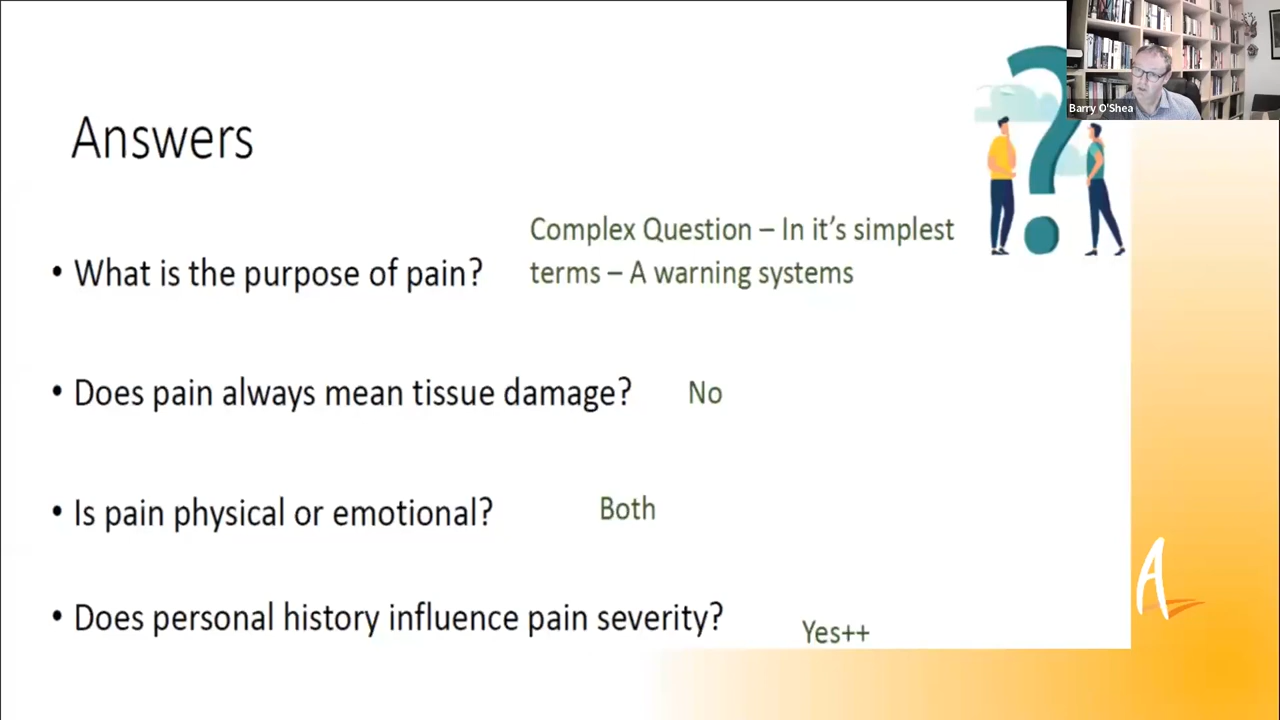 Barry O'Shea
Answers
Complex Question – In it's simplest
terms – A warning systems
• What is the purpose of pain?
• Does pain always mean tissue damage?
No
• Is pain physical or emotional?
Both
• Does personal history influence pain severity?
Yes++
A